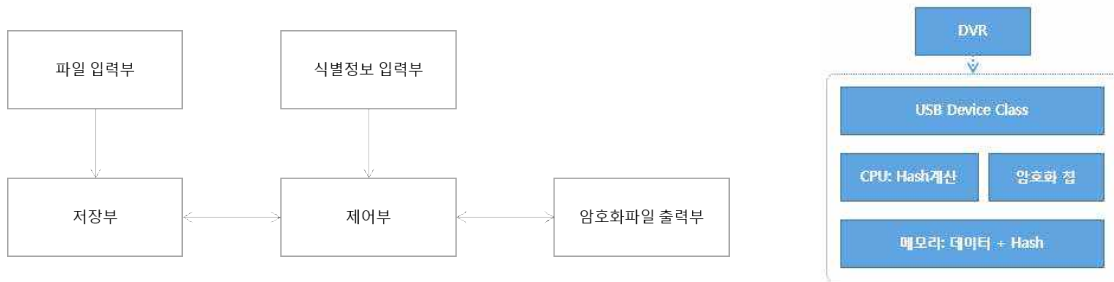 파일 입력부
식별정보 입력부
저장부
제어부
암호화파일 출력부
DVR
USB Device Class
CPU: Hash계산
암호화 칩
메모리: 데이터 + Hash